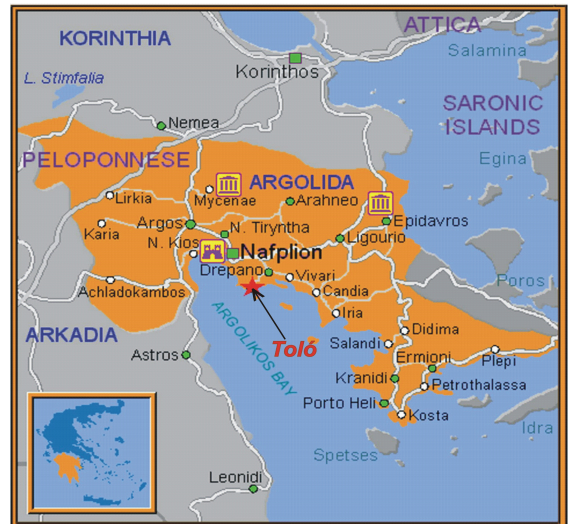 ATTICA
KORINTHIA
Salamina
Korinthos
L. Stimfalia
SARONIC
ISLANDS
Nemea
PELOPONNESE
Egina
ARGOLIDA
Mycenae
Lirkia
Arahneo
Argos
Epidavros
Karia
N. Tiryntha
N. Kios
Ligourio
Nafplion
Drepano
Vivari
Poros
Achladokambos
Candia
Iria
ARGOLIKOS BAY
ARKADIA
Didima
Salandi
Toló
Astros
Ermioni
Plepi
Kranidi
Petrothalassa
Porto Heli
Kosta
Idra
Spetses
Leonidi